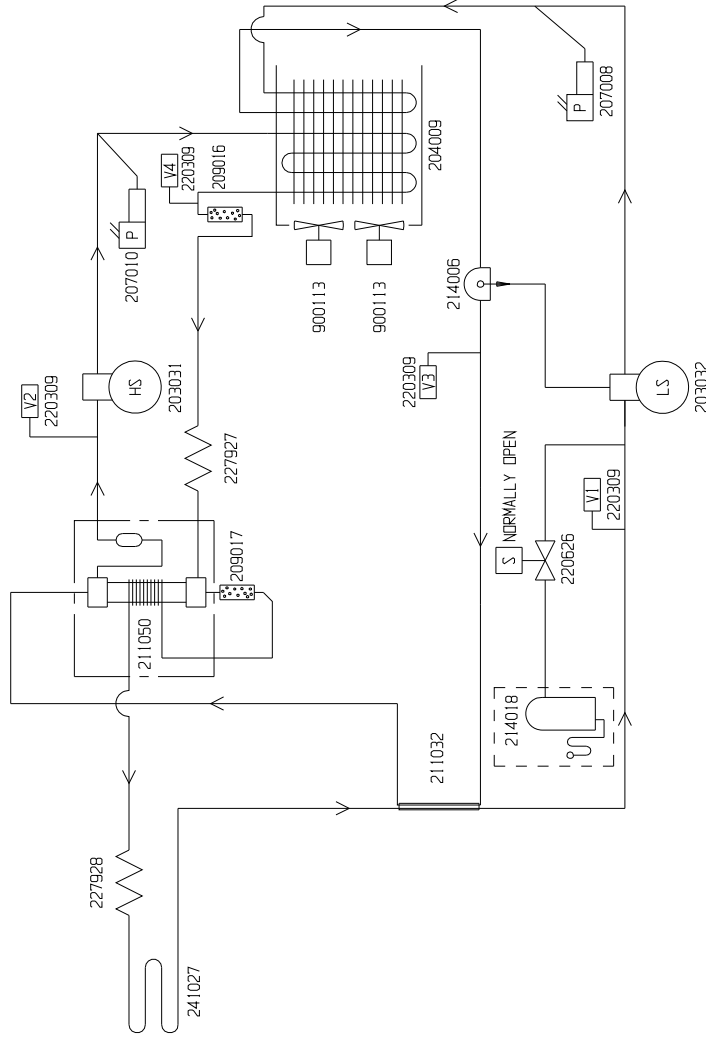 P
207008
204009
V4
220309
209016
P
207010
900113
900113
214006
V2
220309
HS
203031
220309
V3
LS
203032
227927
S
NORMALLY OPEN
220626
V1
220309
209017
211050
214018
211032
227928
241027